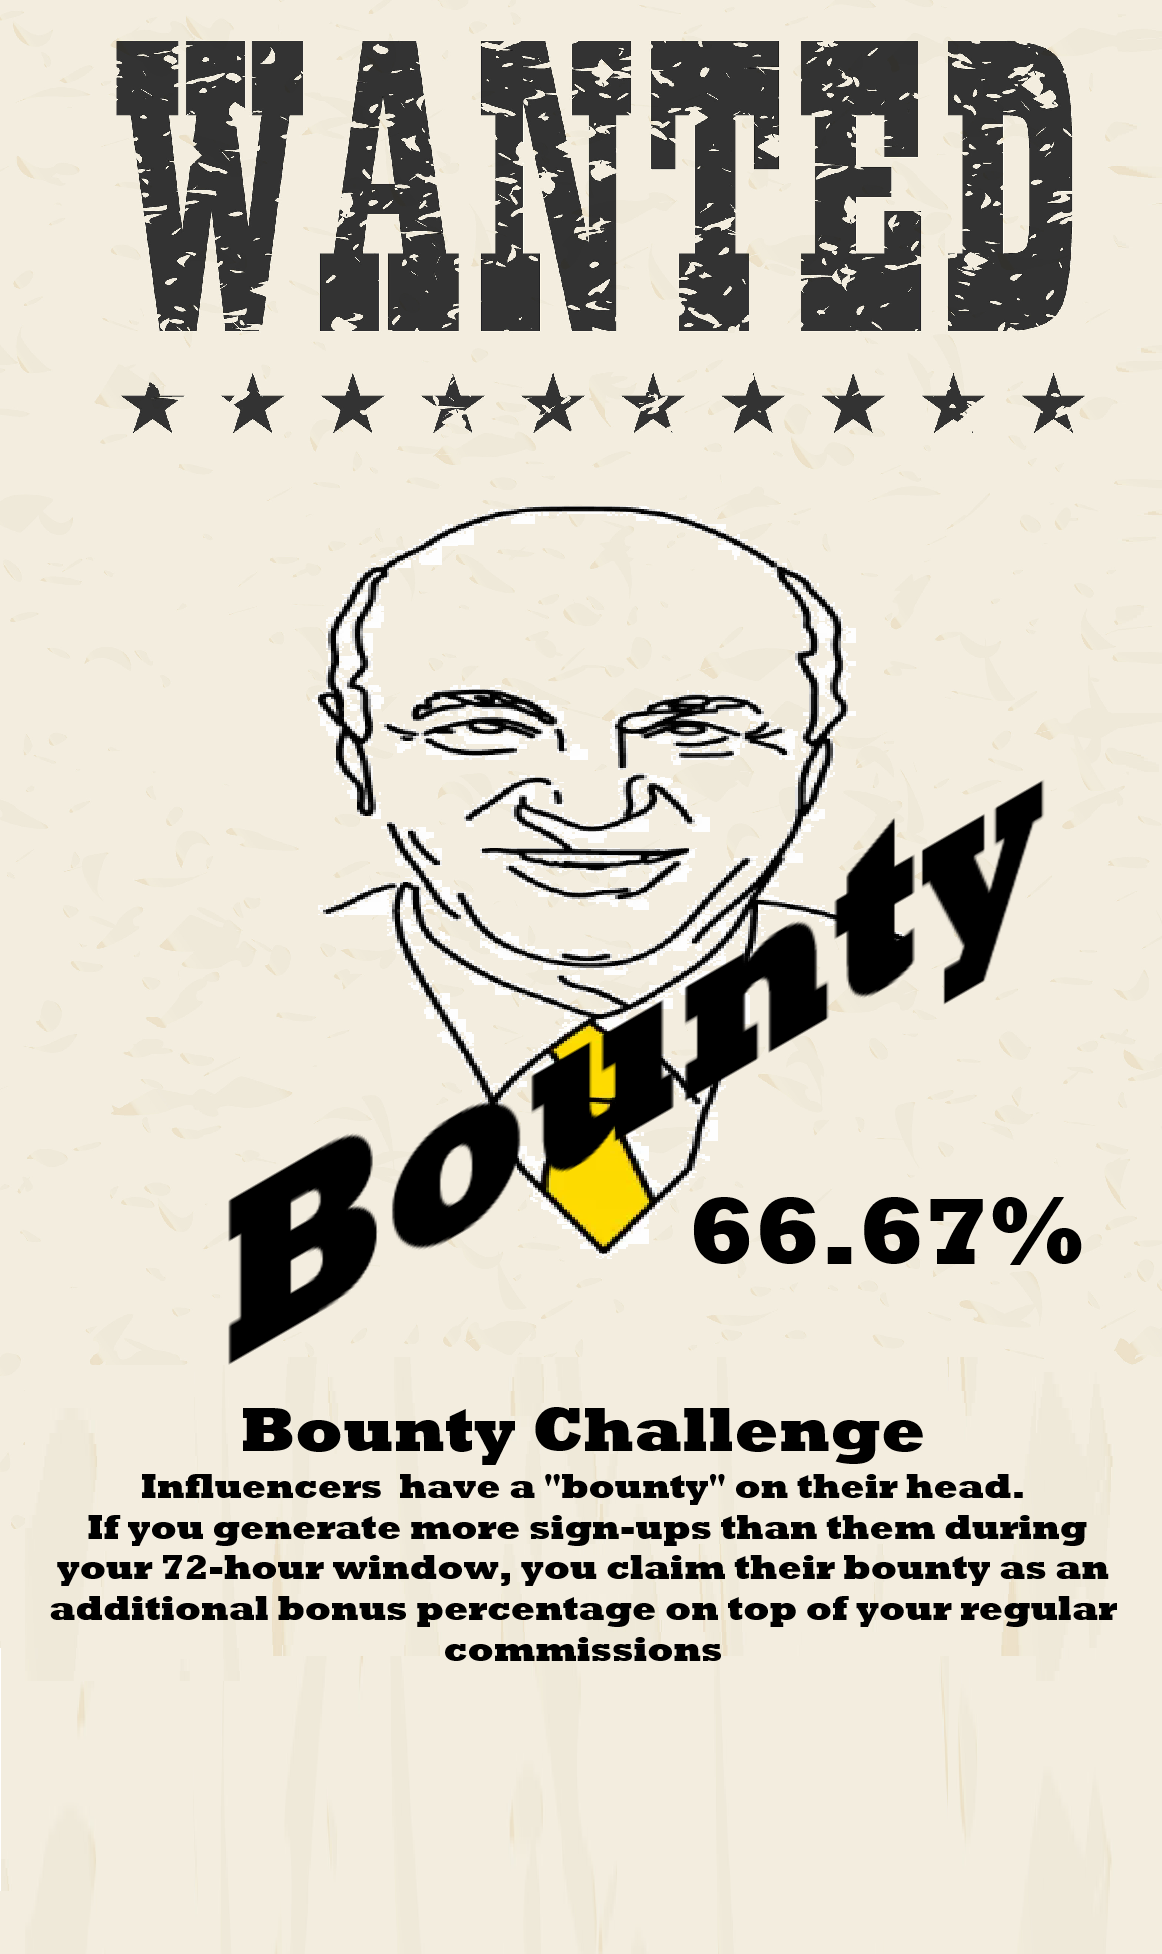 WANTED
Bounty
66.67%
Bounty Challenge
Influencers have a "bounty" on their head.
If you generate more sign-ups than them during
your 72-hour window, you claim their bounty as an
additional bonus percentage on top of your regular
commissions